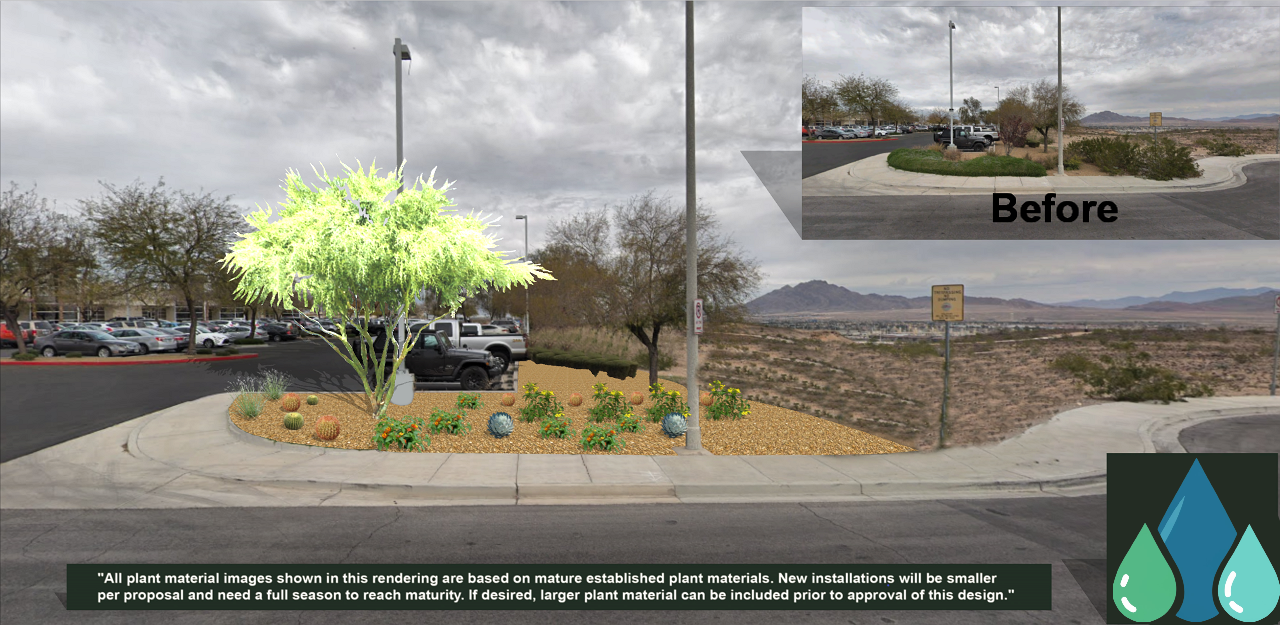 Before
"All plant material images shown in this rendering are based on mature established plant materials. New installations will be smaller
per proposal and need a full season to reach maturity. If desired, larger plant material can be included prior to approval of this design."